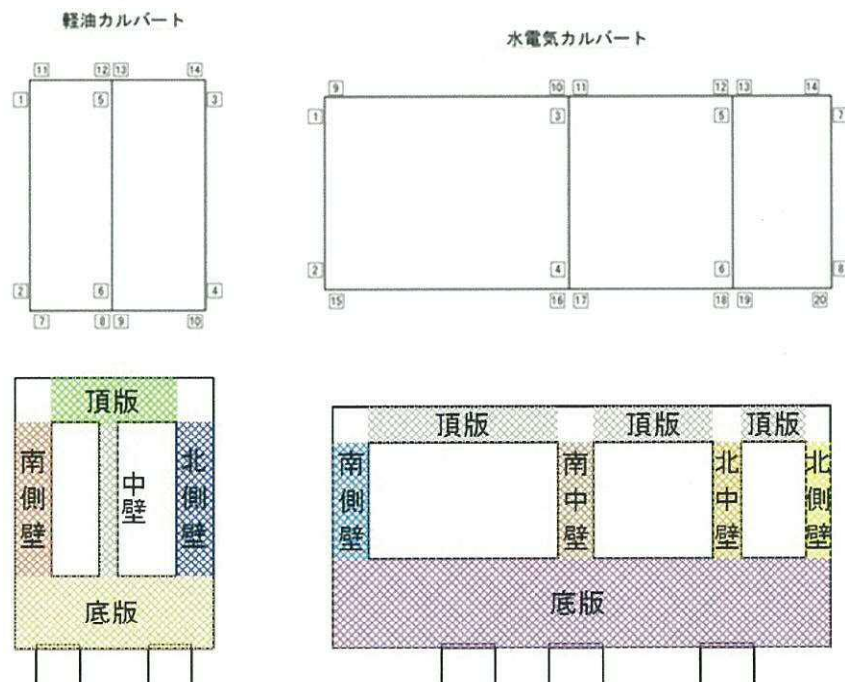 軽油カルバート
11 12 13 14
1 5 3
2 6 4
7 8 9 10
水電気カルバート
9 10 11 12 13 14
1 3 5 7
2 4 6 8
15 16 17 18 19 20
頂版
南側壁
中壁
北側壁
底版
頂版 頂版 頂版
南側壁
南中壁
北中壁
北側壁
底版